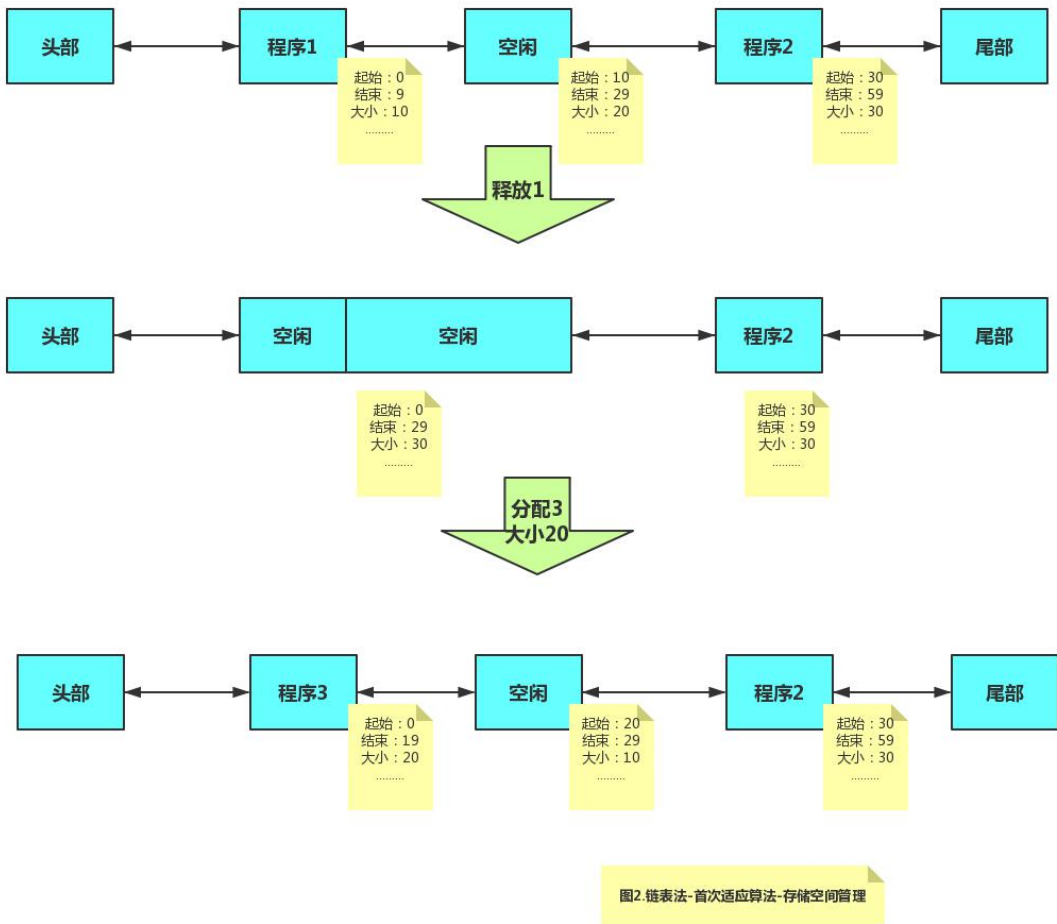 头部
程序1
空闲
程序2
尾部
起始：0
结束：9
大小：10
.........
起始：10
结束：29
大小：20
.........
起始：30
结束：59
大小：30
.........
释放1
头部
空闲
空闲
程序2
尾部
起始：0
结束：29
大小：30
.........
起始：30
结束：59
大小：30
.........
分配3
大小20
头部
程序3
空闲
程序2
尾部
起始：0
结束：19
大小：20
.........
起始：20
结束：29
大小：10
.........
起始：30
结束：59
大小：30
.........
图2.链表法-首次适应算法-存储空间管理